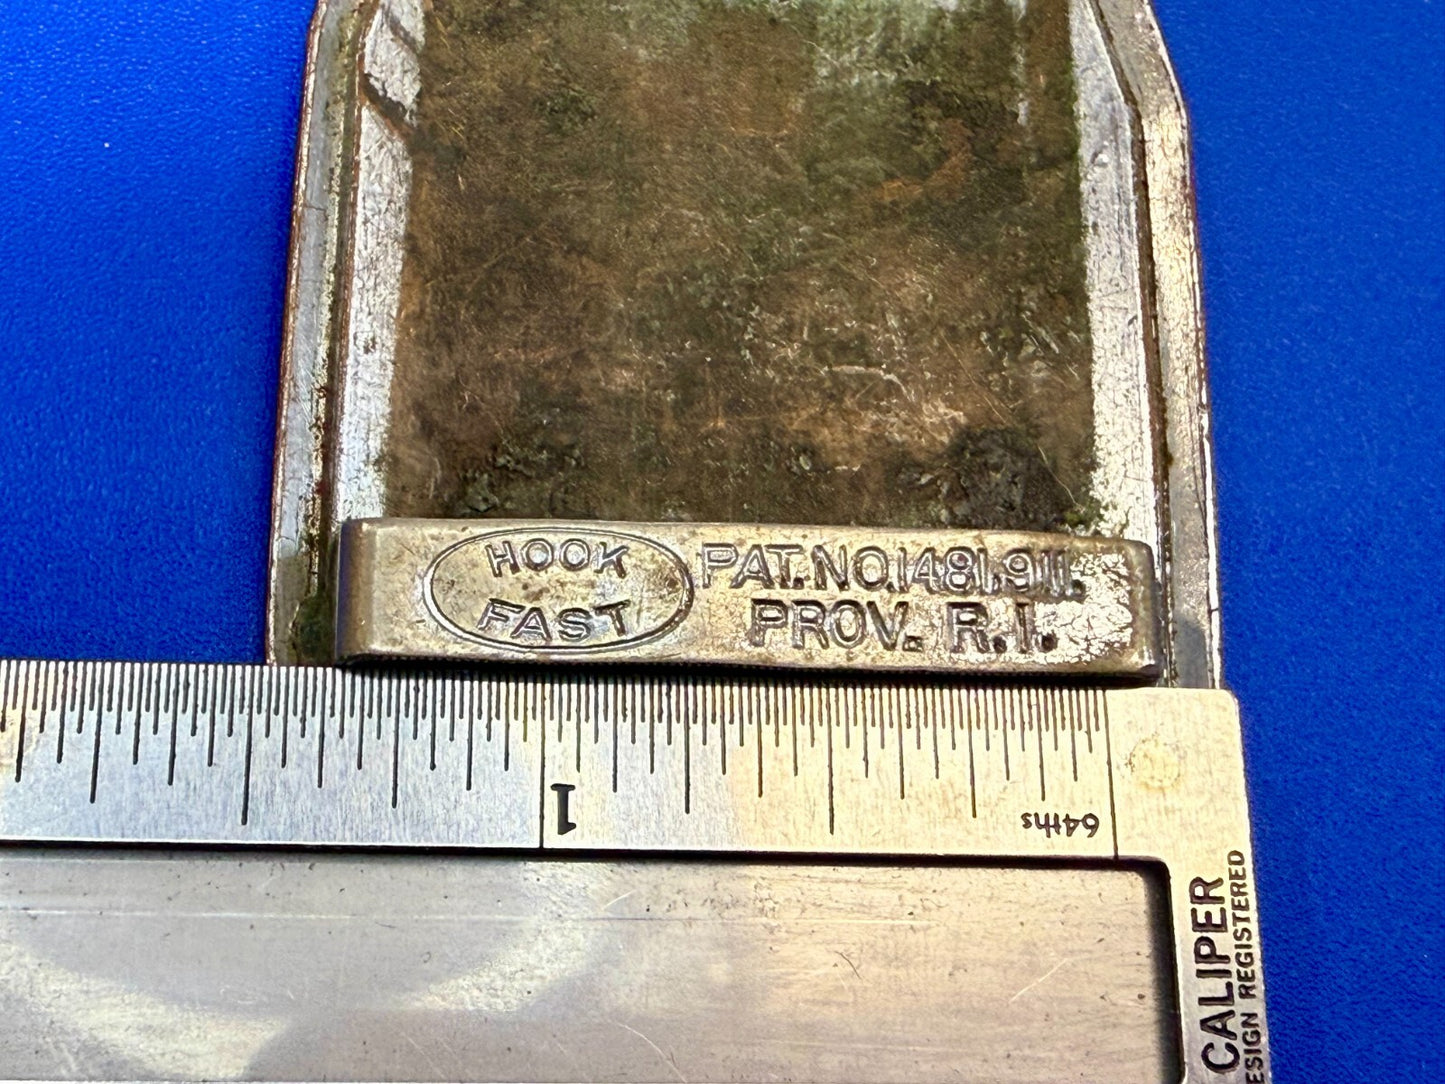 HOOK
FAST
PAT. NO. 1481,911.
PROV. R.I.
1
64ths
CALIPER
DESIGN REGISTERED